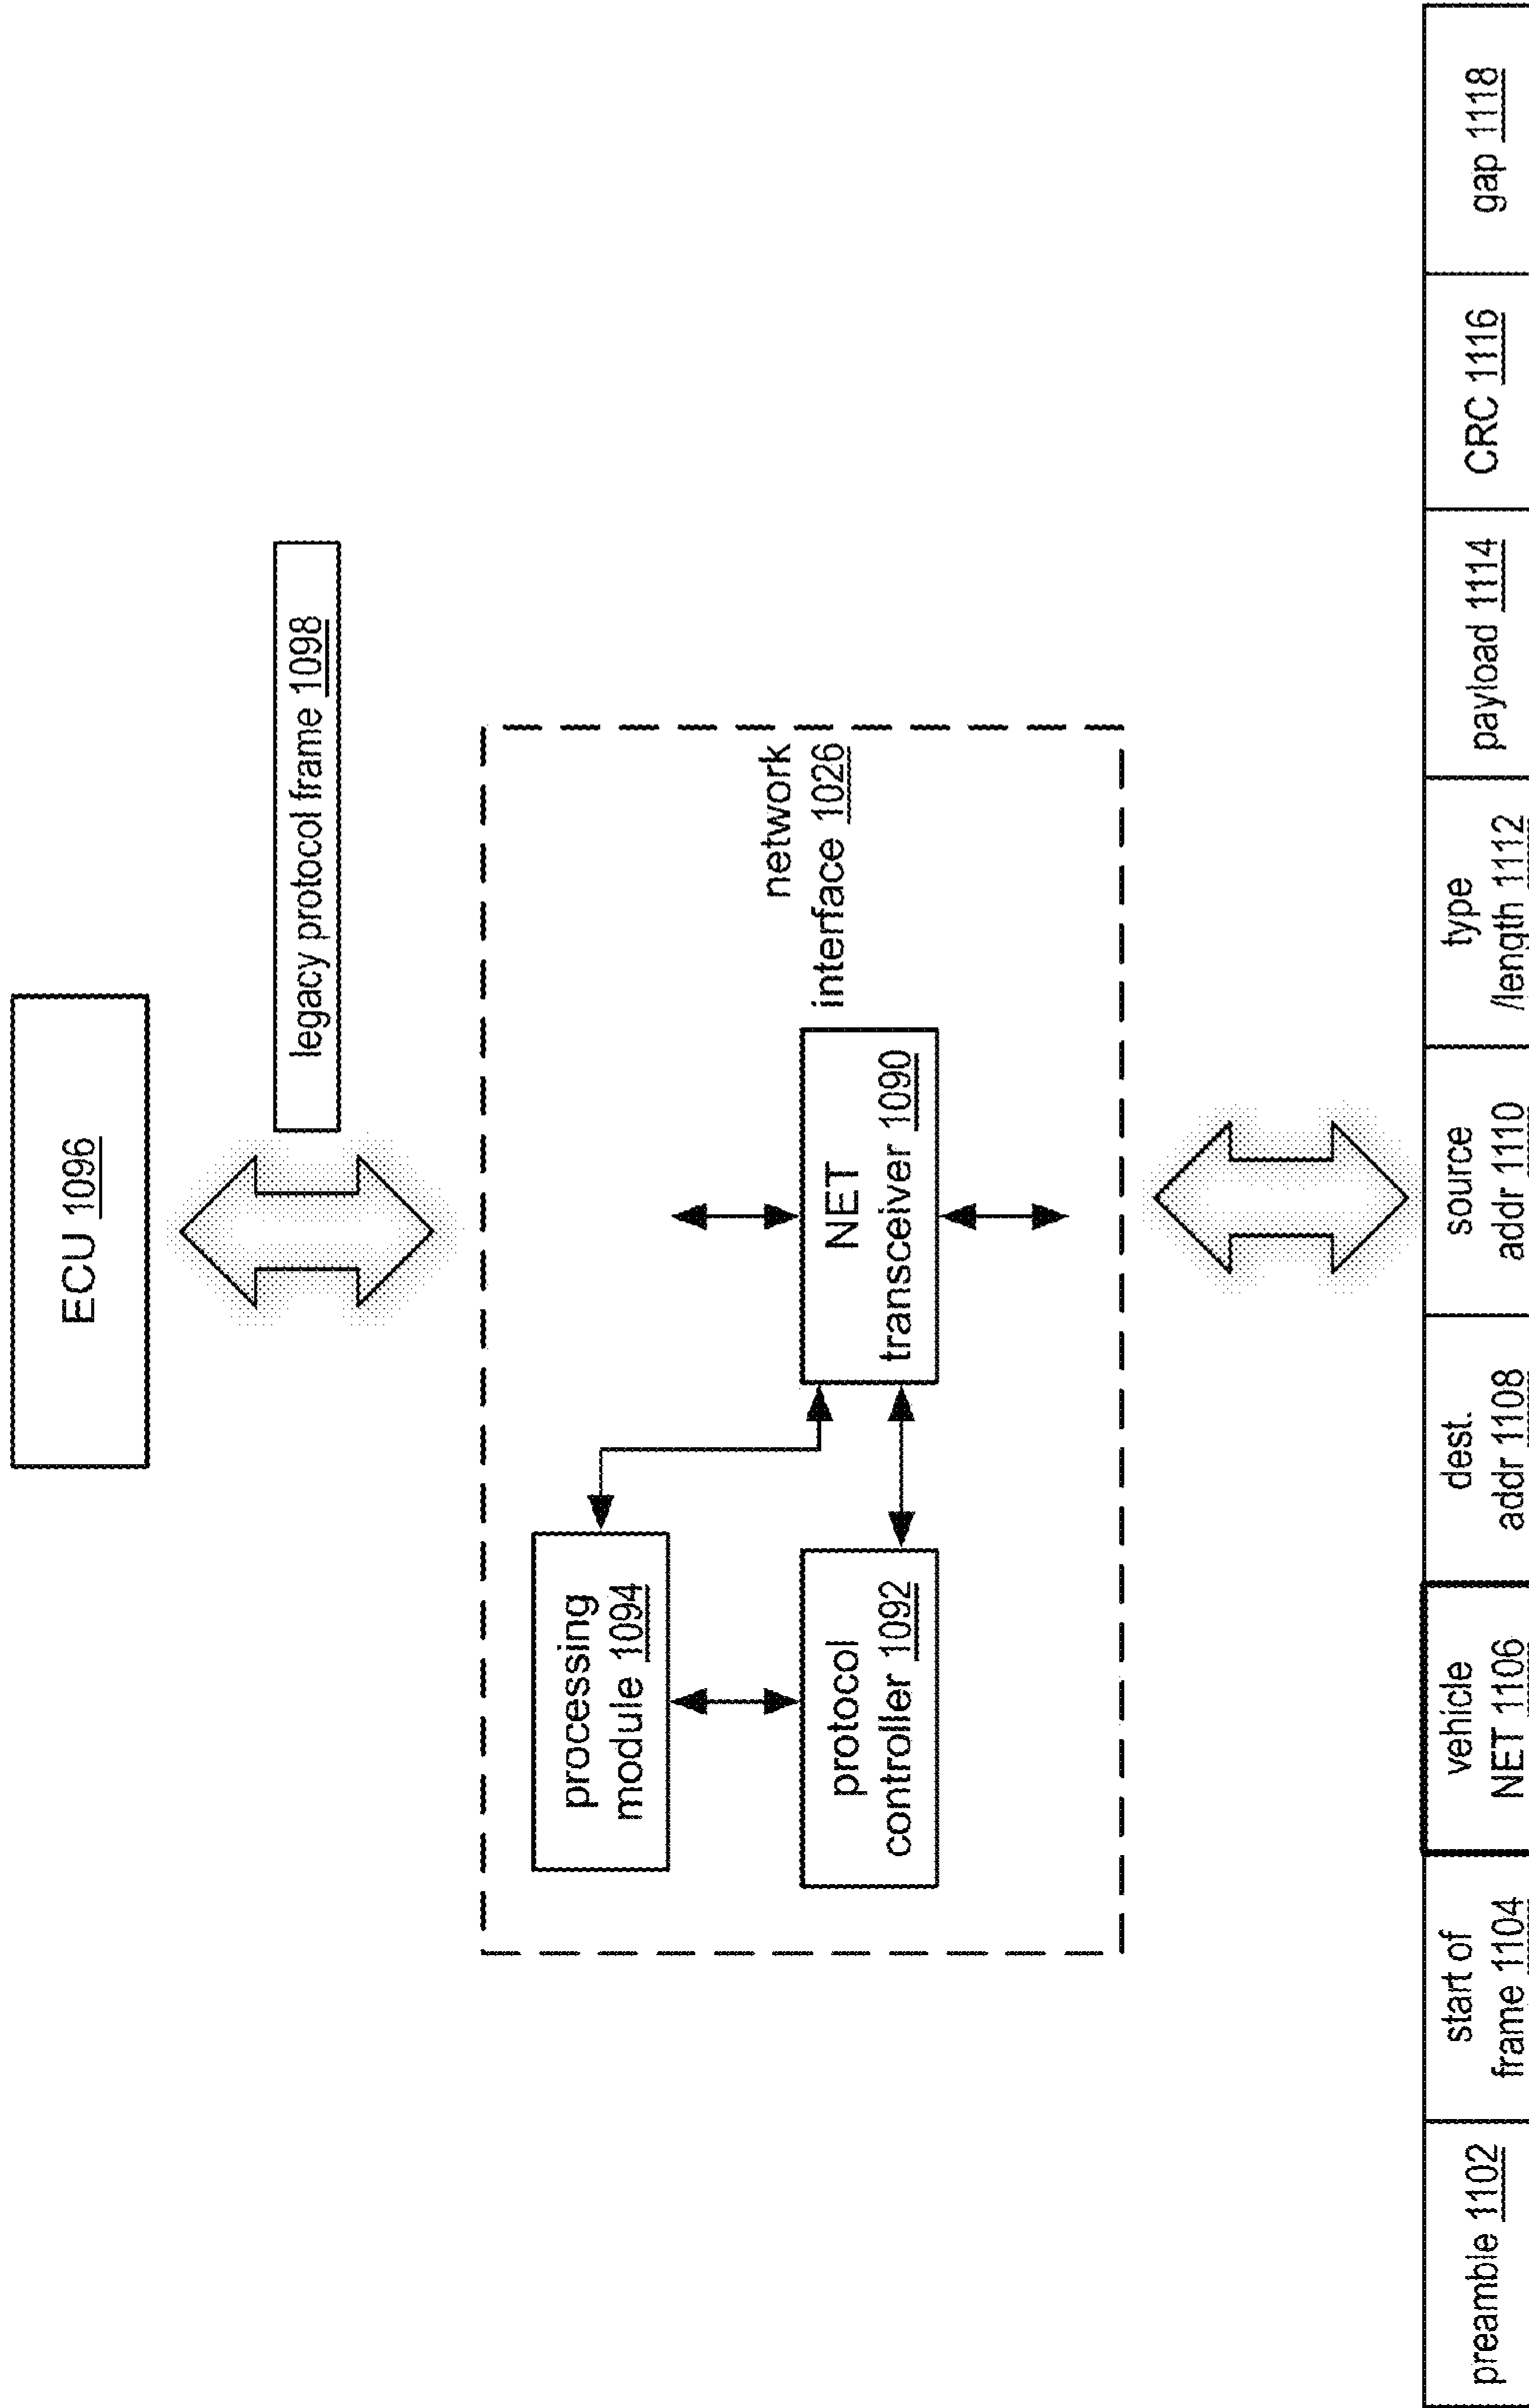 ECU 1096
legacy protocol frame 1098
processing
module 1094
protocol
controller 1092
NET
transceiver 1090
network
interface 1026
preamble 1102
start of
frame 1104
vehicle
NET 1106
dest.
addr 1108
source
addr 1110
type
/length 1112
payload 1114
CRC 1116
gap 1118